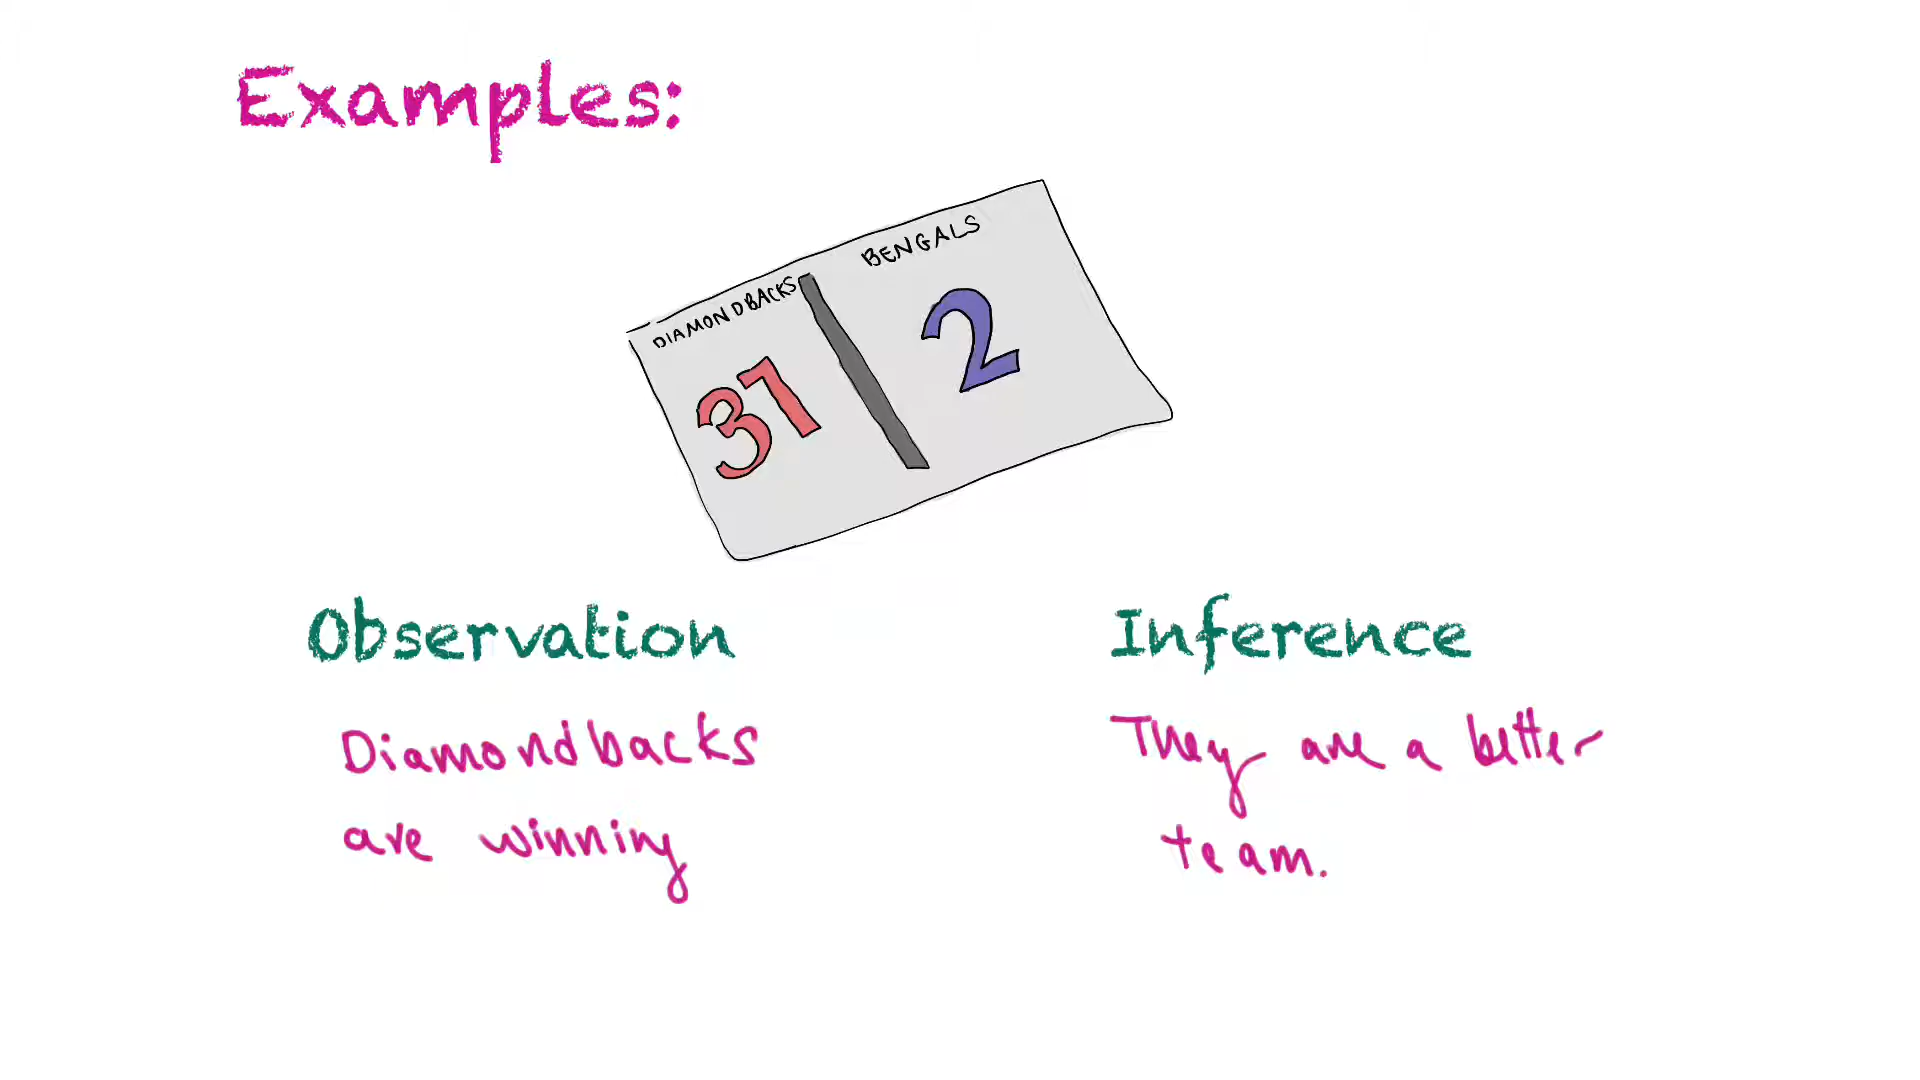 Examples:
BENGALS
DIAMONDBACKS
2
31
Observation
Inference
Diamondbacks
They are a better
are winning
team.